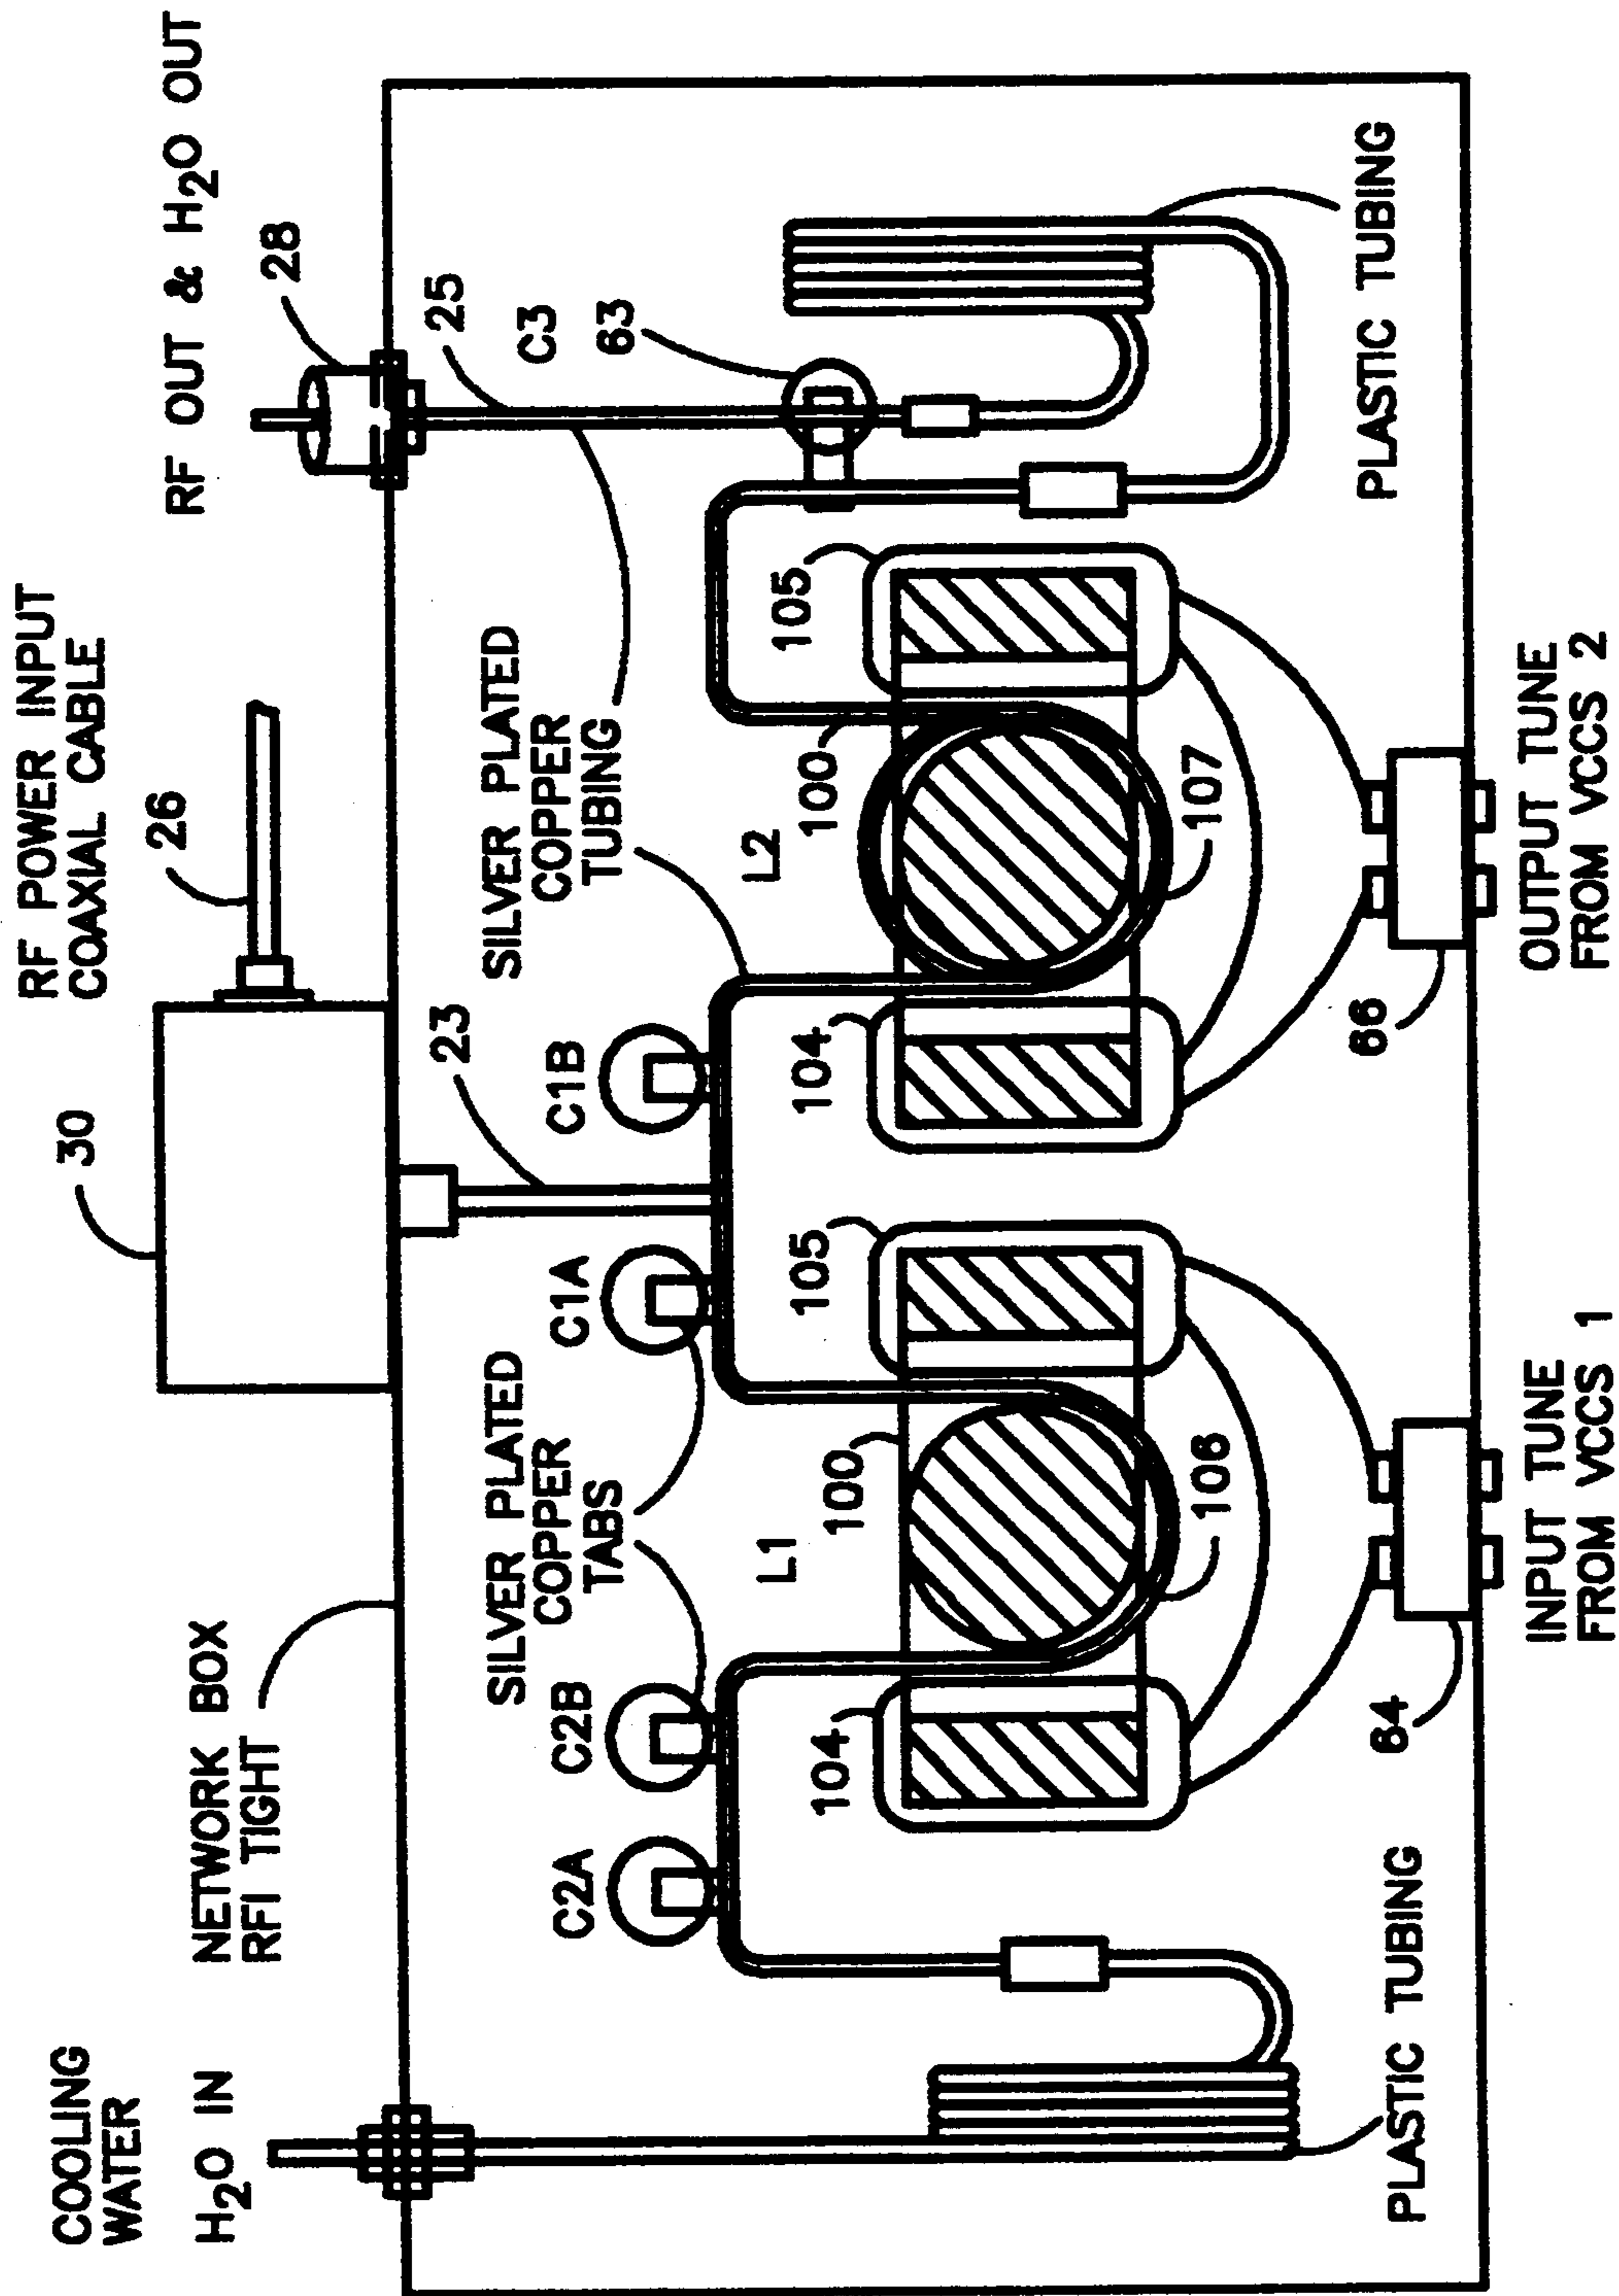 COOLING
WATER
H₂O IN
NETWORK BOX
RFI TIGHT
30
RF POWER INPUT
COAXIAL CABLE
26
RF OUT & H₂O OUT
28
23
25
C2A
C2B
SILVER PLATED
COPPER
TABS
C1A
C1B
SILVER PLATED
COPPER
TUBING
C3
63
L1
L2
104
100
105
104
100
105
106
107
PLASTIC TUBING
64
66
PLASTIC TUBING
INPUT TUNE
FROM VCCS 1
OUTPUT TUNE
FROM VCCS 2